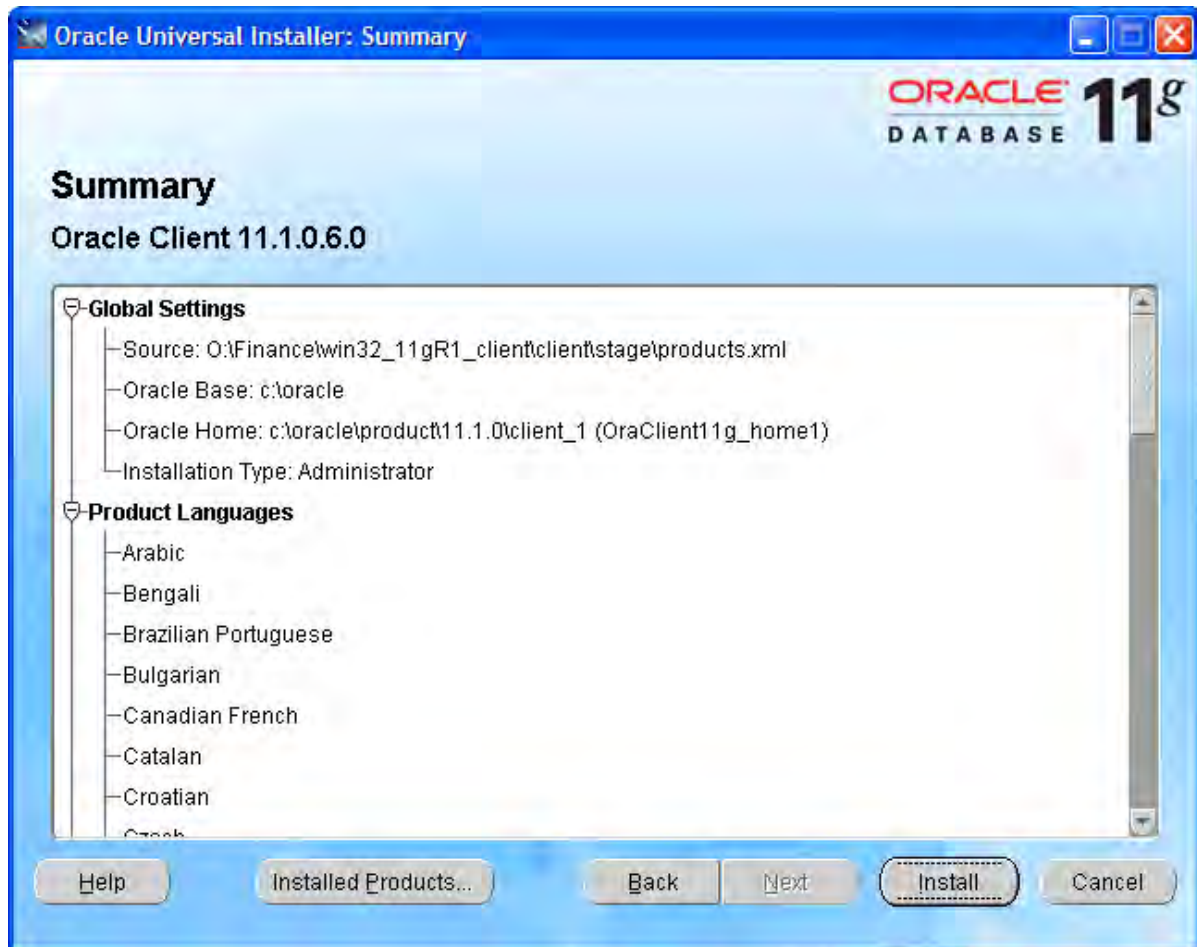 Oracle Universal Installer: Summary
ORACLE 11g
DATABASE
Summary
Oracle Client 11.1.0.6.0
Global Settings
Source: O:\Finance\win32_11gR1_client\client\stage\products.xml
Oracle Base: c:\oracle
Oracle Home: c:\oracle\product\11.1.0\client_1 (OraClient11g_home1)
Installation Type: Administrator
Product Languages
Arabic
Bengali
Brazilian Portuguese
Bulgarian
Canadian French
Catalan
Croatian
Czech
Help Installed Products... Back Next Install Cancel